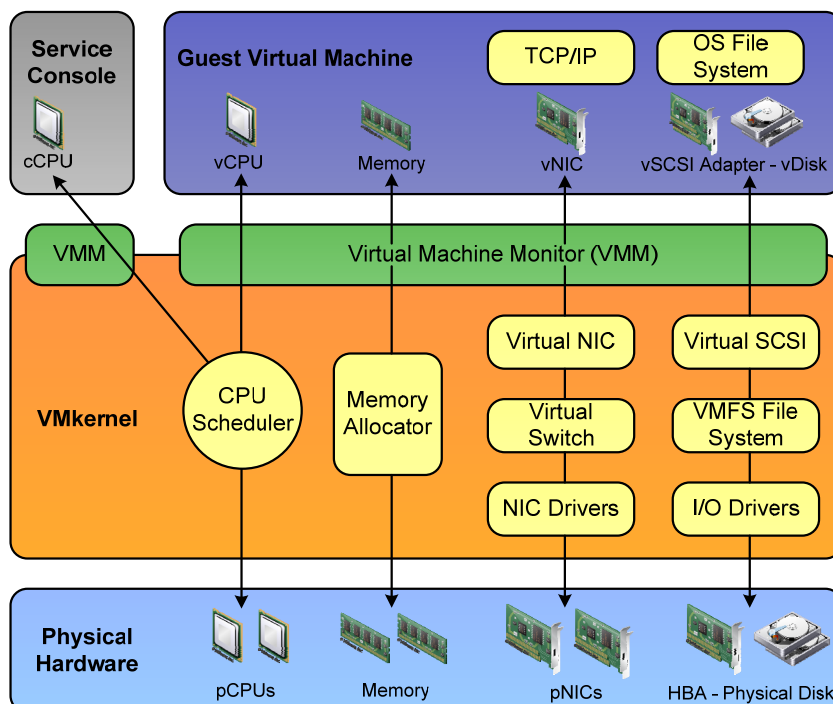 Service
Console
cCPU
Guest Virtual Machine
TCP/IP
OS File
System
vCPU
Memory
vNIC
vSCSI Adapter - vDisk
VMM
Virtual Machine Monitor (VMM)
VMkernel
CPU
Scheduler
Memory
Allocator
Virtual NIC
Virtual
Switch
NIC Drivers
Virtual SCSI
VMFS File
System
I/O Drivers
Physical
Hardware
pCPUs
Memory
pNICs
HBA - Physical Disk